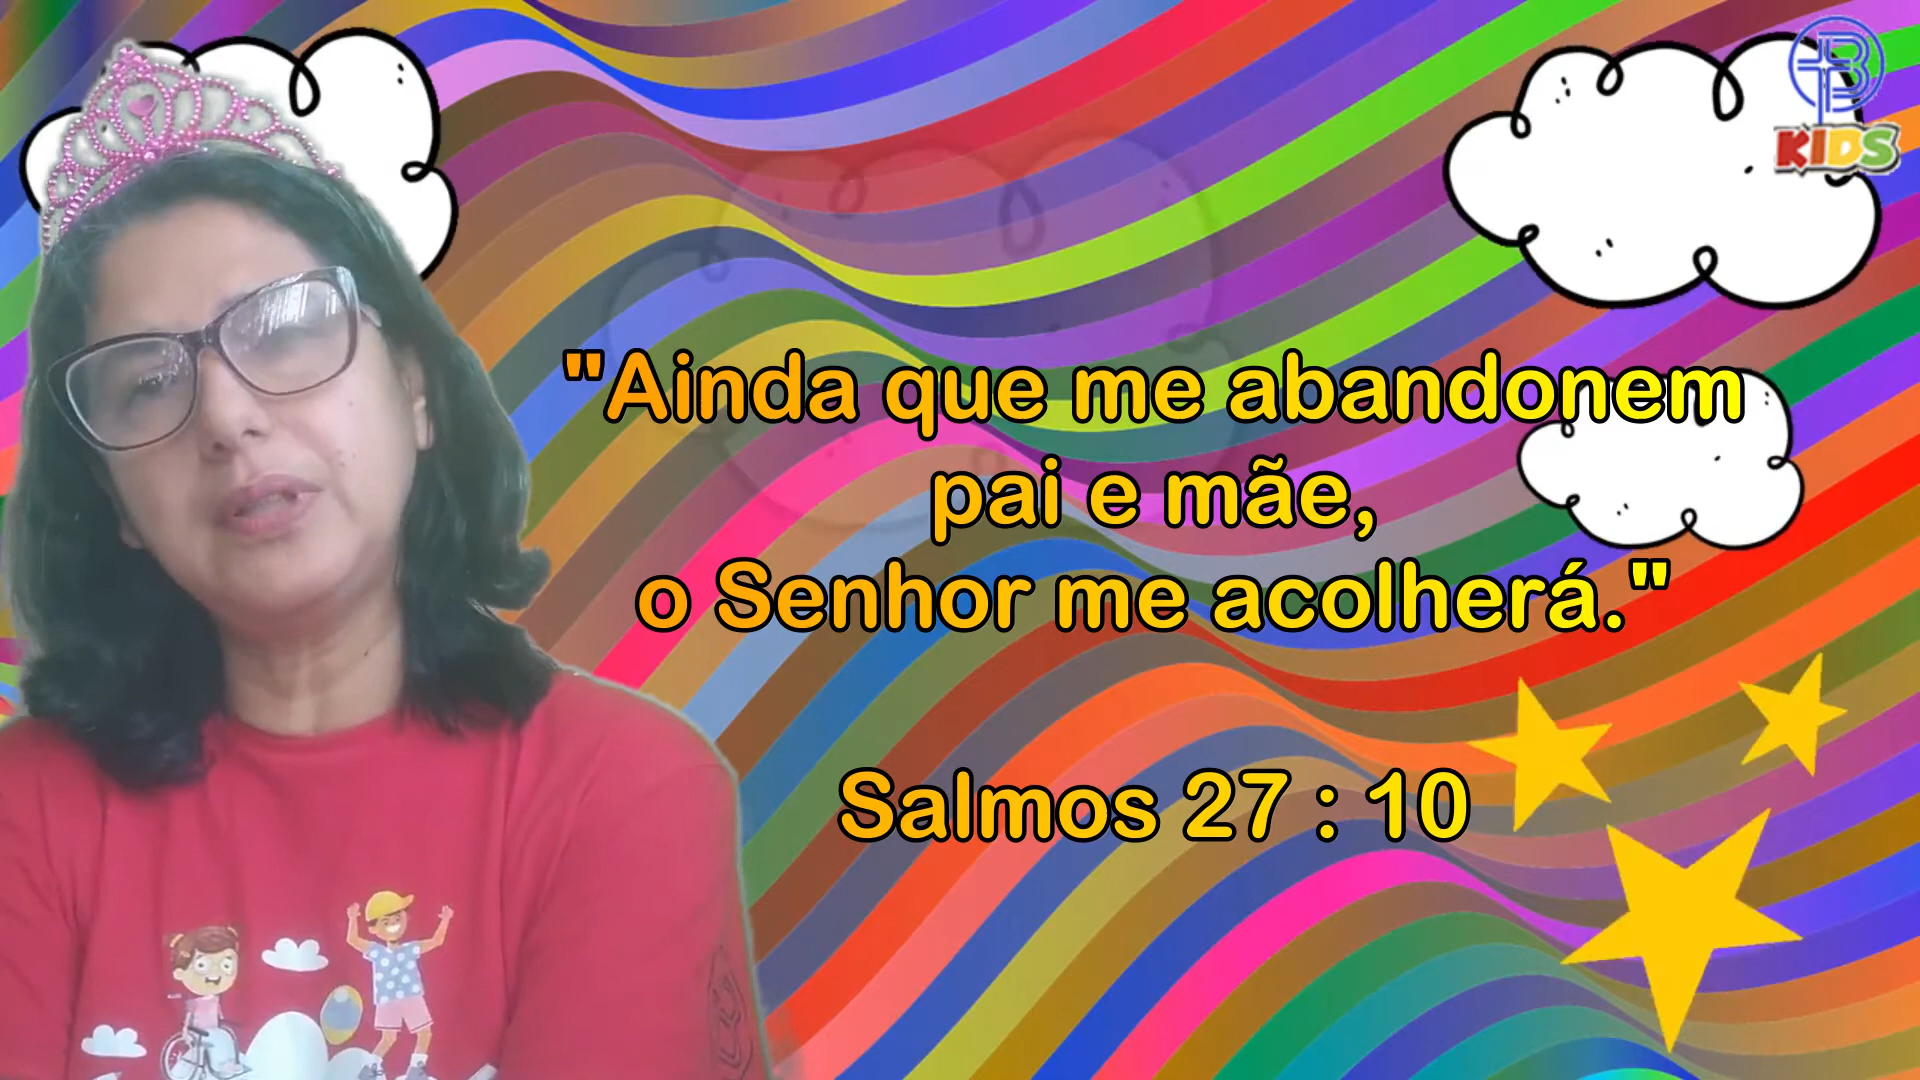 KIDS
"Ainda que me abandonem
pai e mãe,
o Senhor me acolherá."
Salmos 27 : 10